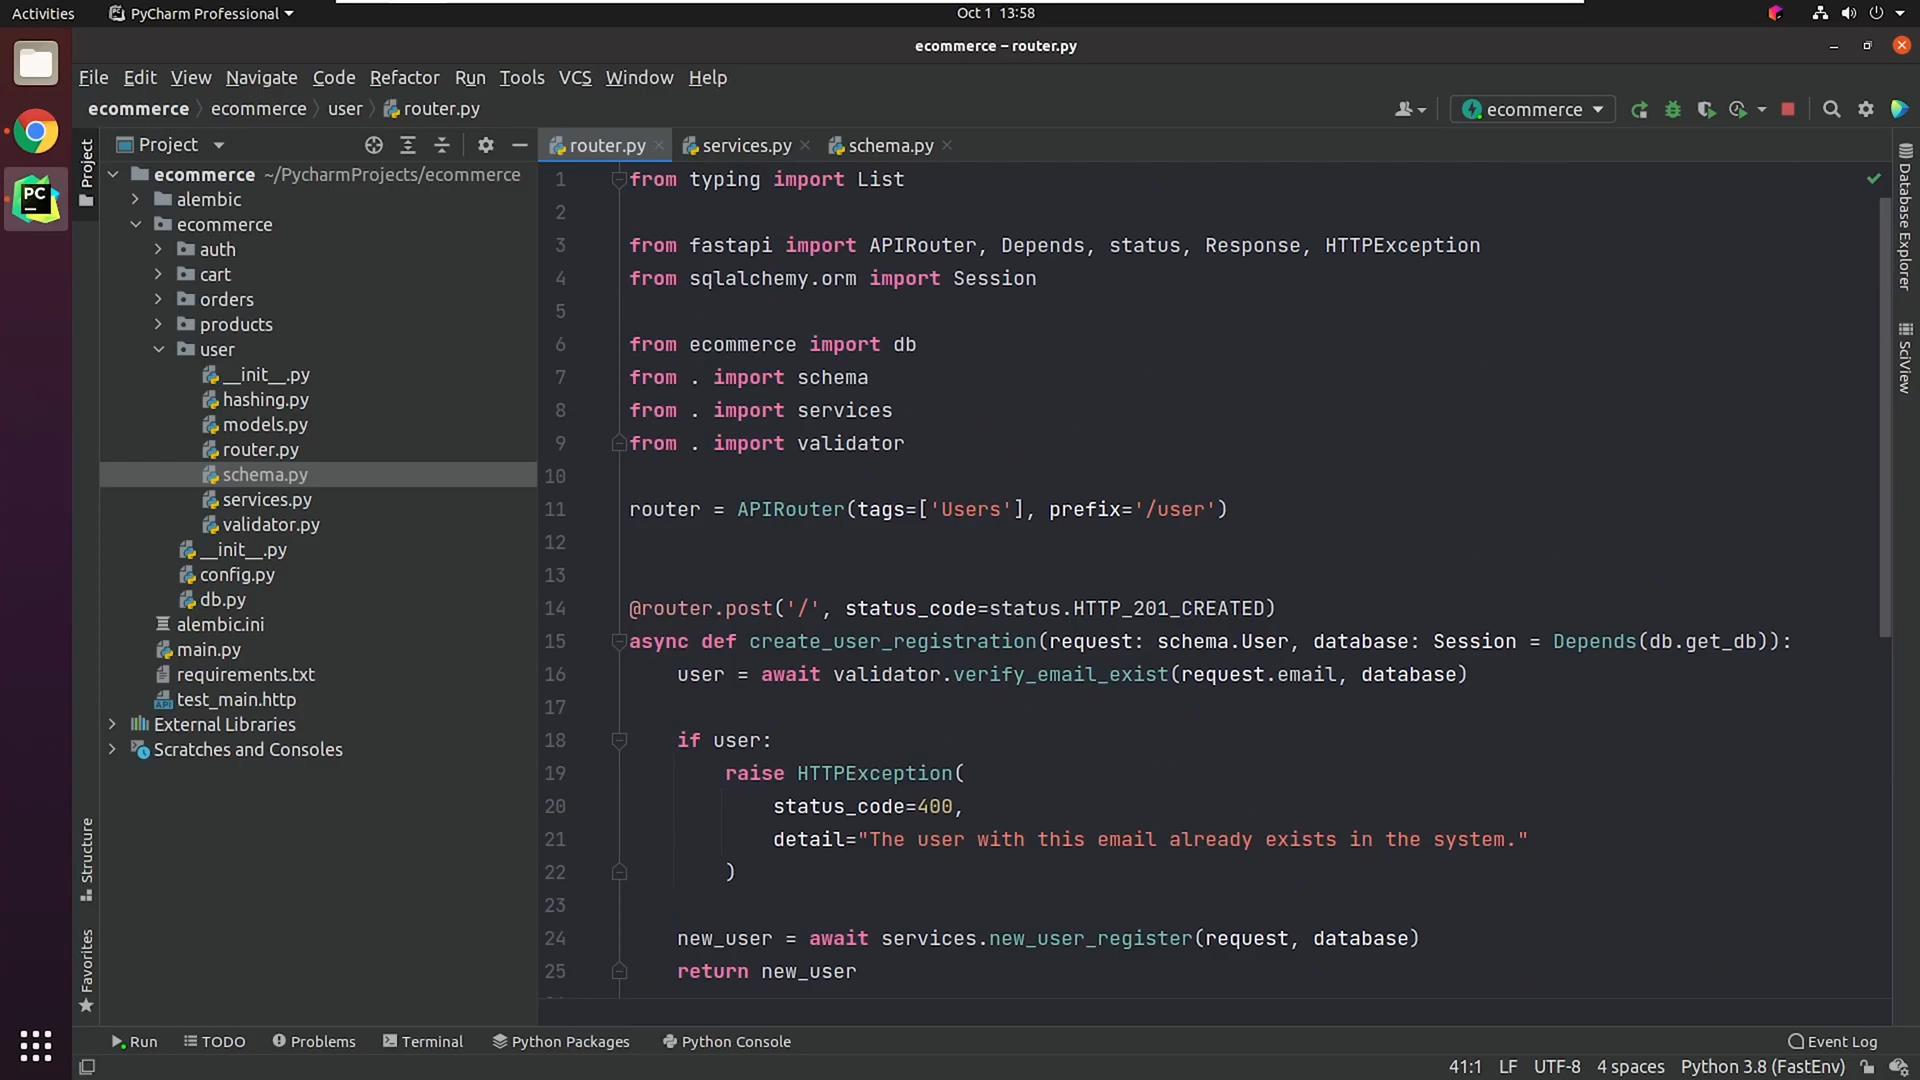 Activities
PyCharm Professional
Oct 1 13:58
ecommerce – router.py
File Edit View Navigate Code Refactor Run Tools VCS Window Help
ecommerce ecommerce user router.py
ecommerce
Project
Project
router.py
services.py
schema.py
ecommerce ~/PycharmProjects/ecommerce
alembic
ecommerce
auth
cart
orders
products
user
__init__.py
hashing.py
models.py
router.py
schema.py
services.py
validator.py
__init__.py
config.py
db.py
alembic.ini
main.py
requirements.txt
API
test_main.http
External Libraries
Scratches and Consoles
PC
Structure
Favorites
1 from typing import List
2
3 from fastapi import APIRouter, Depends, status, Response, HTTPException
4 from sqlalchemy.orm import Session
5
6 from ecommerce import db
7 from . import schema
8 from . import services
9 from . import validator
10
11 router = APIRouter(tags=['Users'], prefix='/user')
12
13
14 @router.post('/', status_code=status.HTTP_201_CREATED)
15 async def create_user_registration(request: schema.User, database: Session = Depends(db.get_db)):
16 user = await validator.verify_email_exist(request.email, database)
17
18 if user:
19 raise HTTPException(
20 status_code=400,
21 detail="The user with this email already exists in the system."
22 )
23
24 new_user = await services.new_user_register(request, database)
25 return new_user
Database Explorer
SciView
Run TODO Problems Terminal Python Packages Python Console
Event Log
41:1 LF UTF-8 4 spaces Python 3.8 (FastEnv)